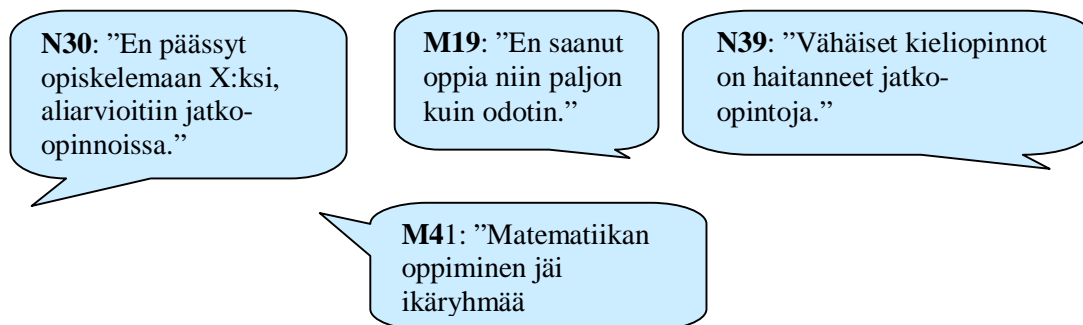 N30: ”En päässyt
opiskelemaan X:ksi,
aliarvioitiin jatko-
opinnoissa.”
M19: ”En saanut
oppia niin paljon
kuin odotin.”
N39: ”Vähäiset kieliopinnot
on haitanneet jatko-
opintoja.”
M41: ”Matematiikan
oppiminen jäi
ikäryhmää